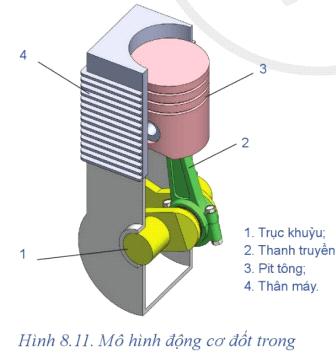 4
3
2
1
1. Trục khuỷu;
2. Thanh truyền
3. Pit tông;
4. Thân máy.
Hình 8.11. Mô hình động cơ đốt trong